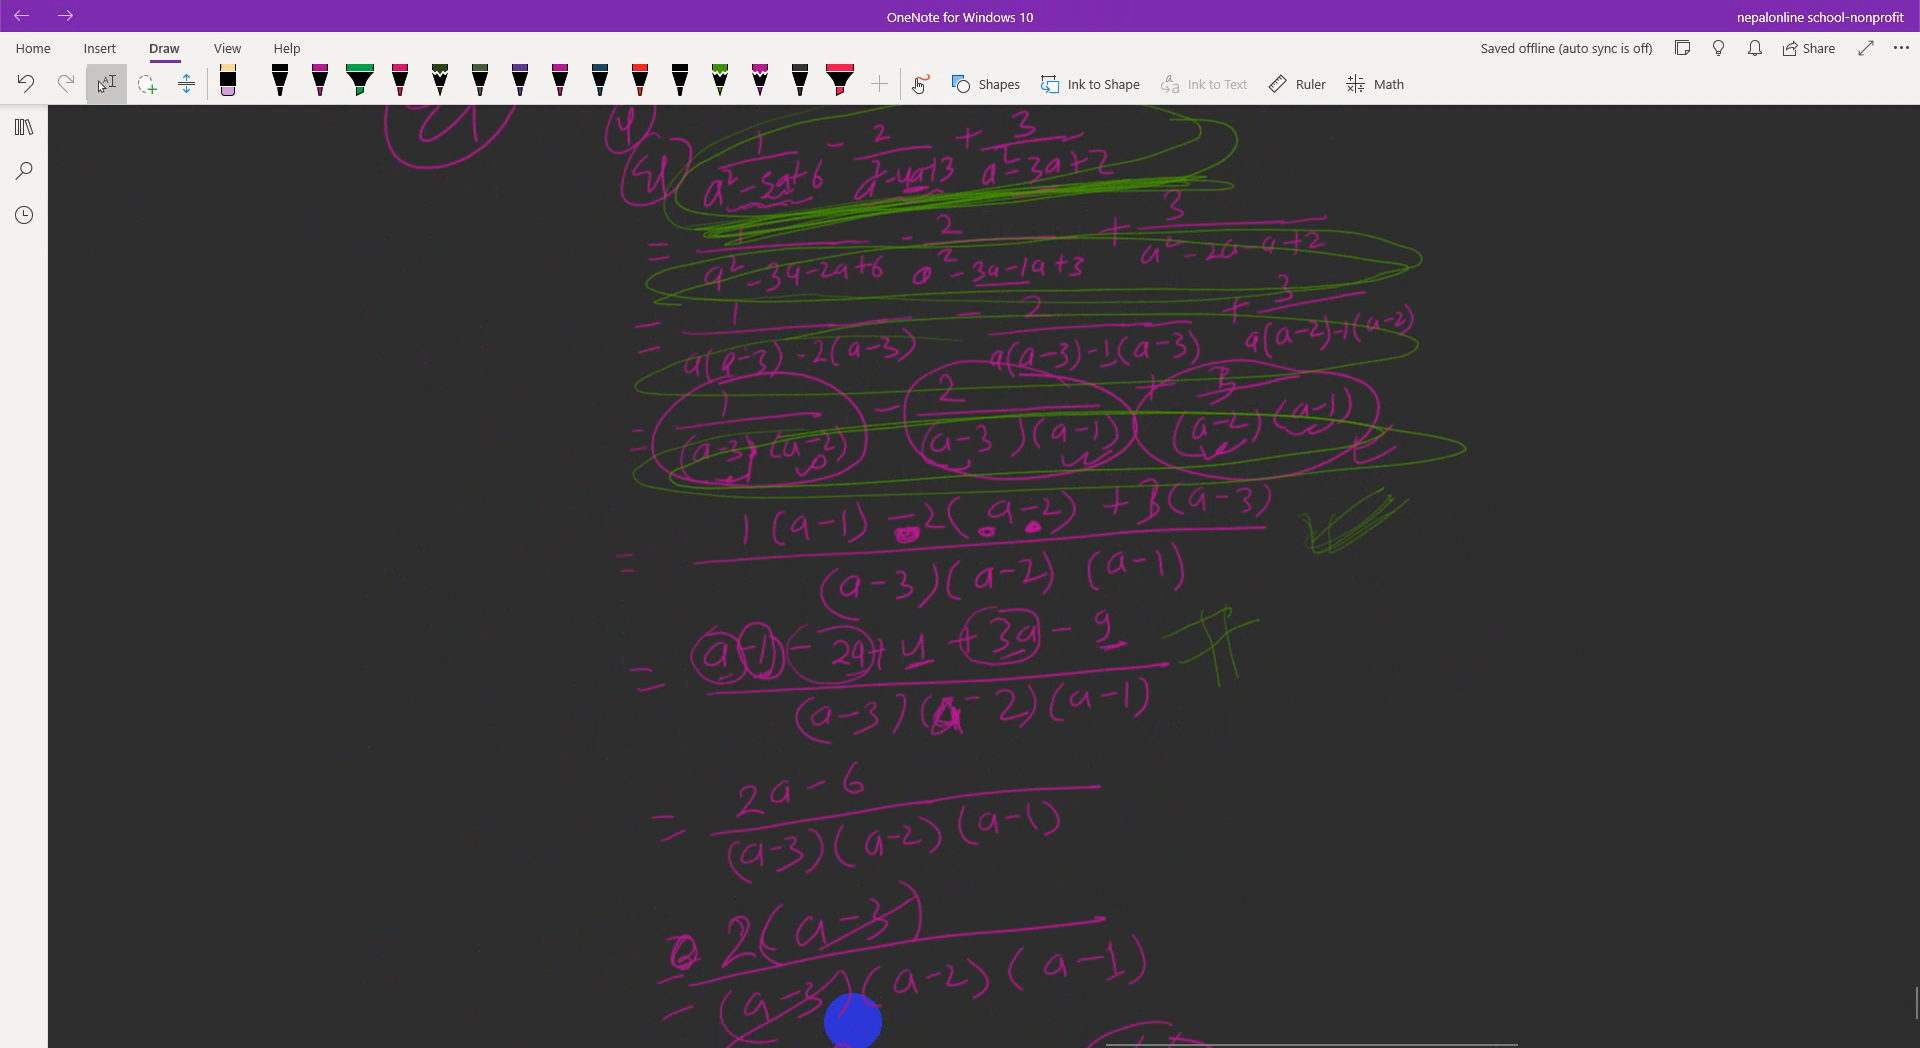 OneNote for Windows 10
nepalonline school-nonprofit
Home Insert Draw View Help
Saved offline (auto sync is off) Share
Shapes Ink to Shape Ink to Text Ruler Math
1/(a²-5a+6) - 2/(a²-4a+3) + 3/(a²-3a+2)
= 1/(a²-3a-2a+6) - 2/(a²-3a-1a+3) + 3/(a²-2a-a+2)
= 1/(a(a-3)-2(a-3)) - 2/(a(a-3)-1(a-3)) + 3/(a(a-2)-1(a-2))
= 1/((a-3)(a-2)) - 2/((a-3)(a-1)) + 3/((a-2)(a-1))
= (1(a-1) -2(a-2) + 3(a-3))/((a-3)(a-2)(a-1))
= (a-1-2a+4+3a-9)/((a-3)(a-2)(a-1))
= (2a-6)/((a-3)(a-2)(a-1))
= 2(a-3)/((a-3)(a-2)(a-1))